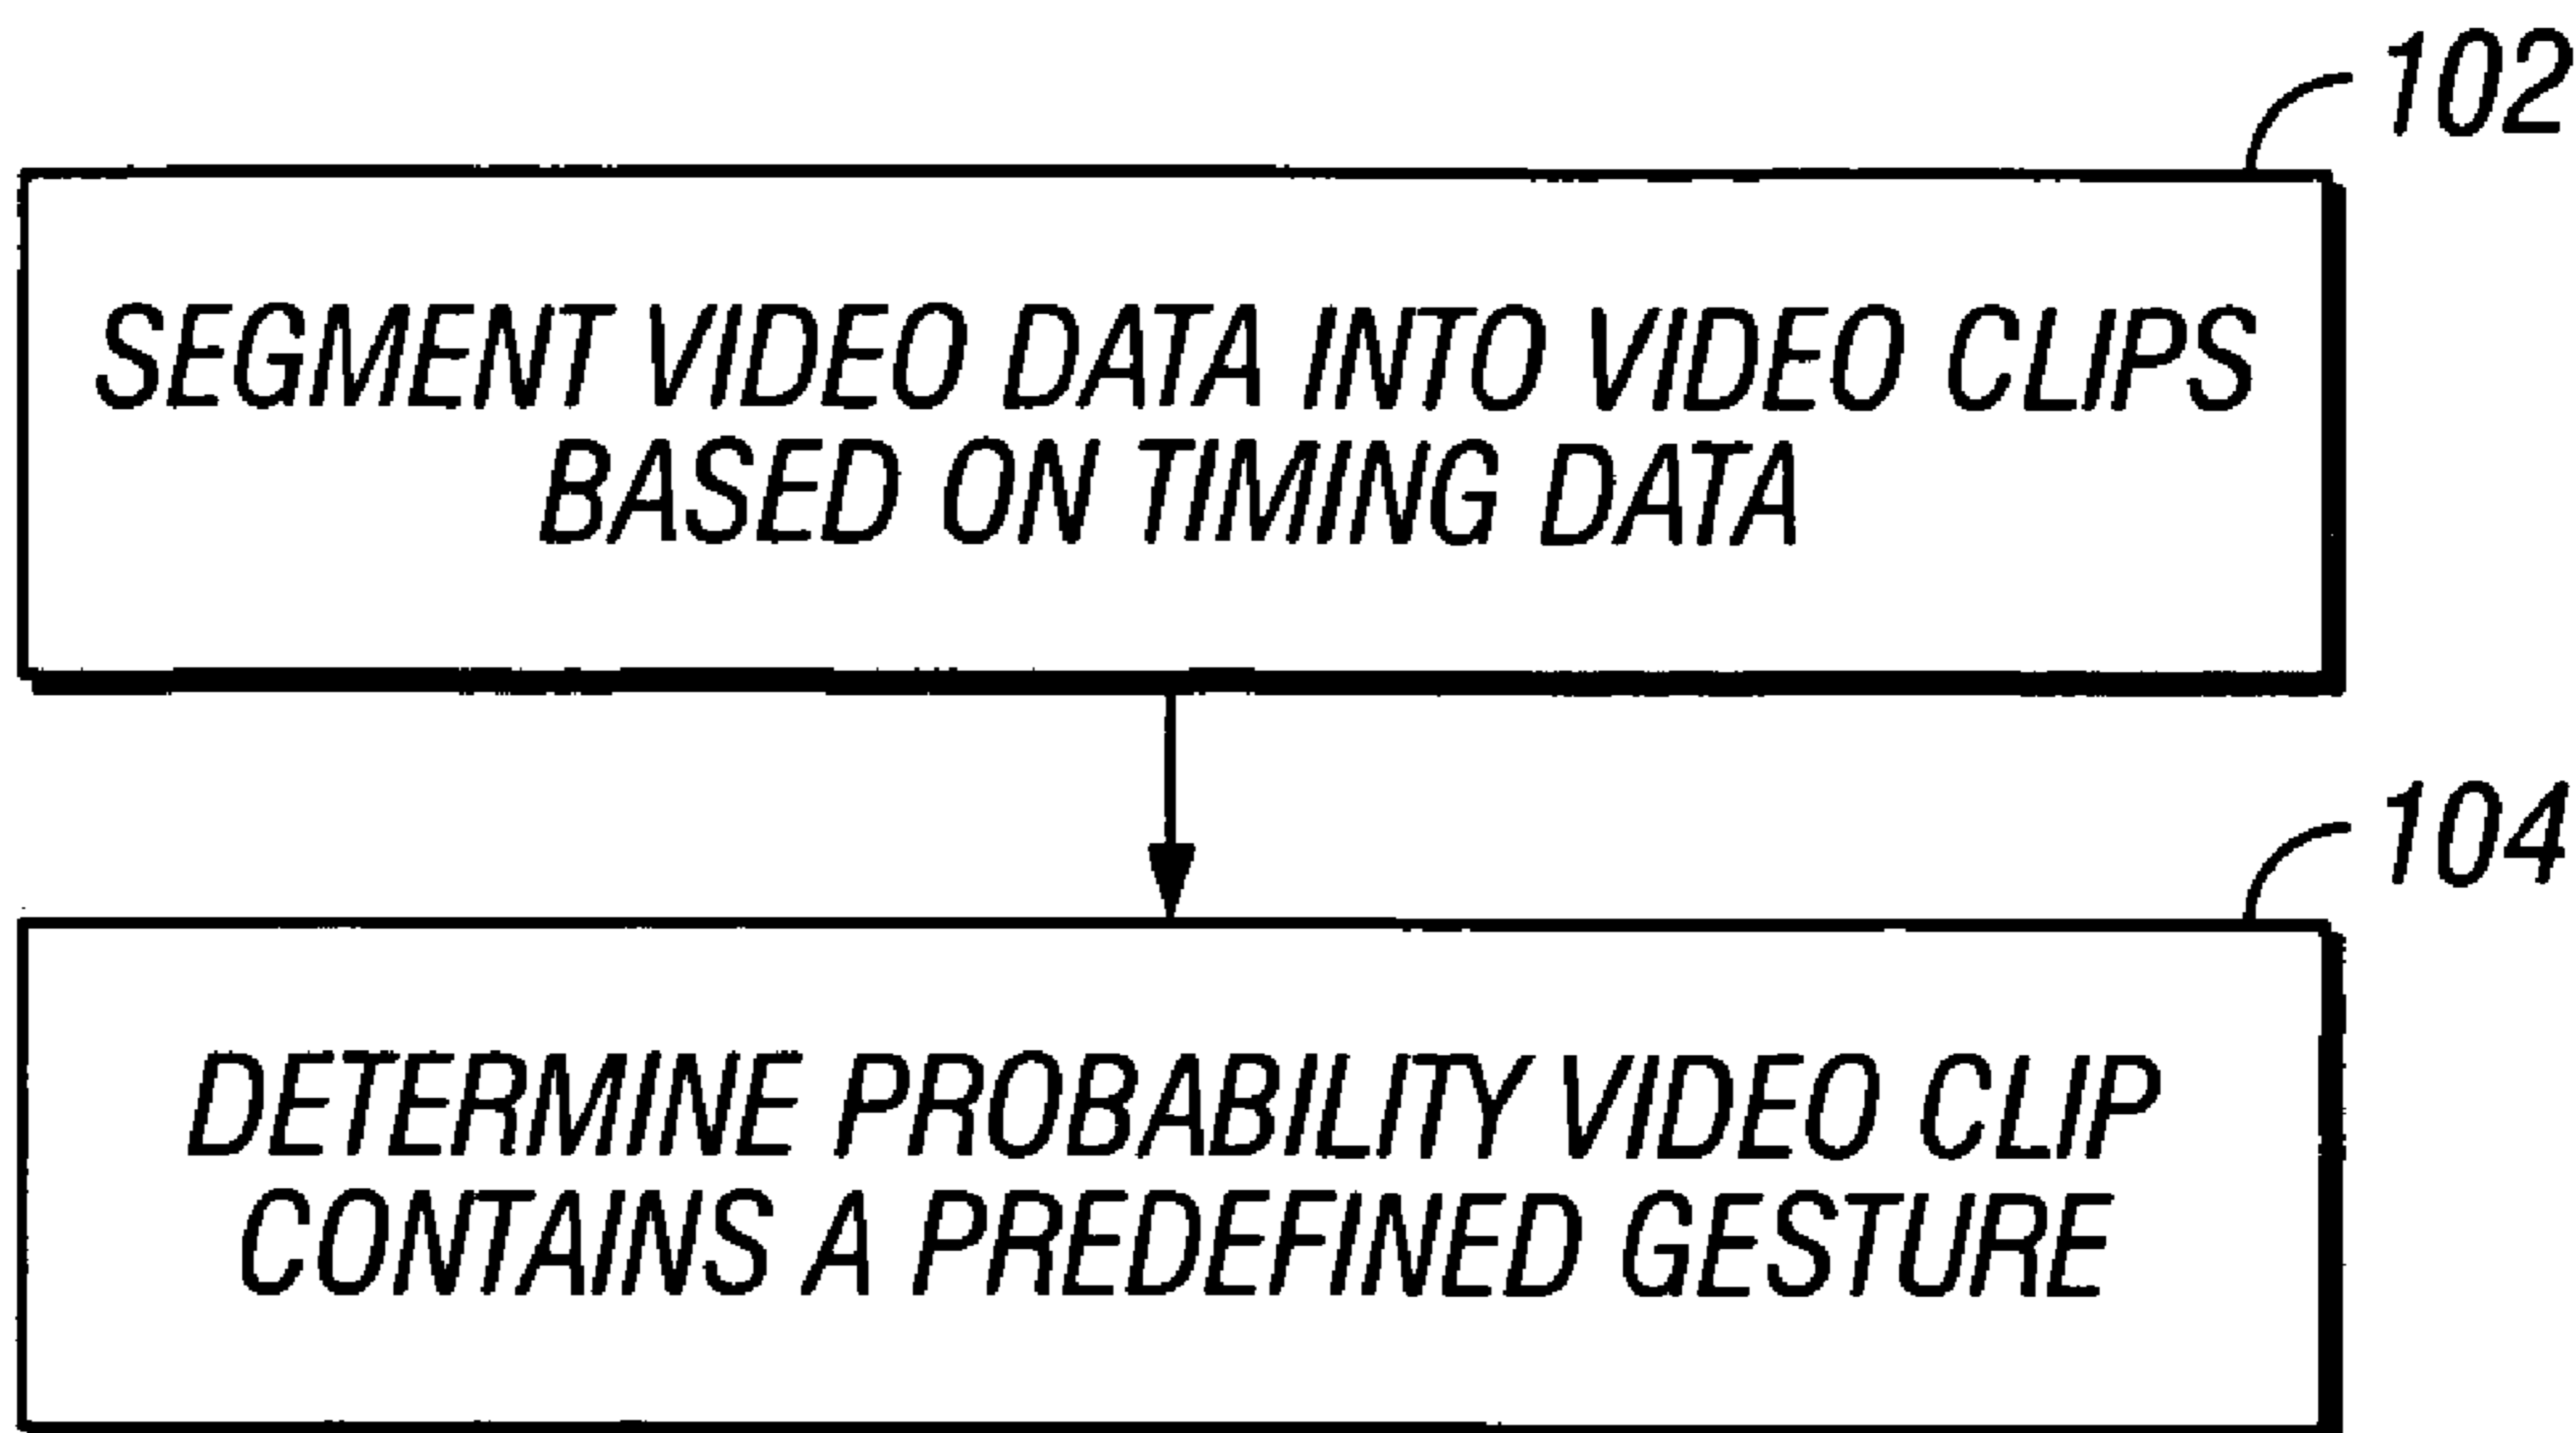 102
SEGMENT VIDEO DATA INTO VIDEO CLIPS
BASED ON TIMING DATA
104
DETERMINE PROBABILITY VIDEO CLIP
CONTAINS A PREDEFINED GESTURE